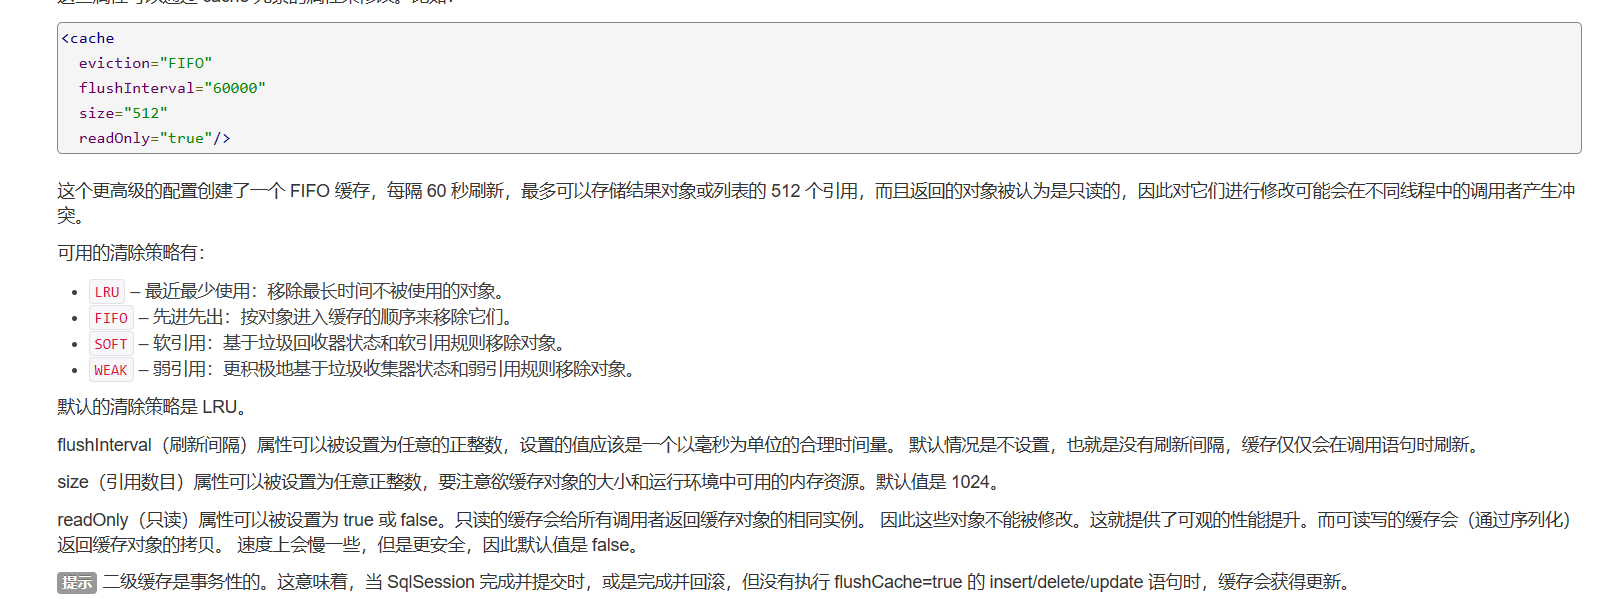 <cache
eviction="FIFO"
flushInterval="60000"
size="512"
readOnly="true"/>
这个更高级的配置创建了一个 FIFO 缓存，每隔 60 秒刷新，最多可以存储结果对象或列表的 512 个引用，而且返回的对象被认为是只读的，因此对它们进行修改可能会在不同线程中的调用者产生冲
突。
可用的清除策略有：
• LRU – 最近最少使用：移除最长时间不被使用的对象。
• FIFO – 先进先出：按对象进入缓存的顺序来移除它们。
• SOFT – 软引用：基于垃圾回收器状态和软引用规则移除对象。
• WEAK – 弱引用：更积极地基于垃圾收集器状态和弱引用规则移除对象。
默认的清除策略是 LRU。
flushInterval（刷新间隔）属性可以被设置为任意的正整数，设置的值应该是一个以毫秒为单位的合理时间量。 默认情况是不设置，也就是没有刷新间隔，缓存仅仅会在调用语句时刷新。
size（引用数目）属性可以被设置为任意正整数，要注意欲缓存对象的大小和运行环境中可用的内存资源。默认值是 1024。
readOnly（只读）属性可以被设置为 true 或 false。只读的缓存会给所有调用者返回缓存对象的相同实例。 因此这些对象不能被修改。这就提供了可观的性能提升。而可读写的缓存会（通过序列化）
返回缓存对象的拷贝。 速度上会慢一些，但是更安全，因此默认值是 false。
提示 二级缓存是事务性的。这意味着，当 SqlSession 完成并提交时，或是完成并回滚，但没有执行 flushCache=true 的 insert/delete/update 语句时，缓存会获得更新。